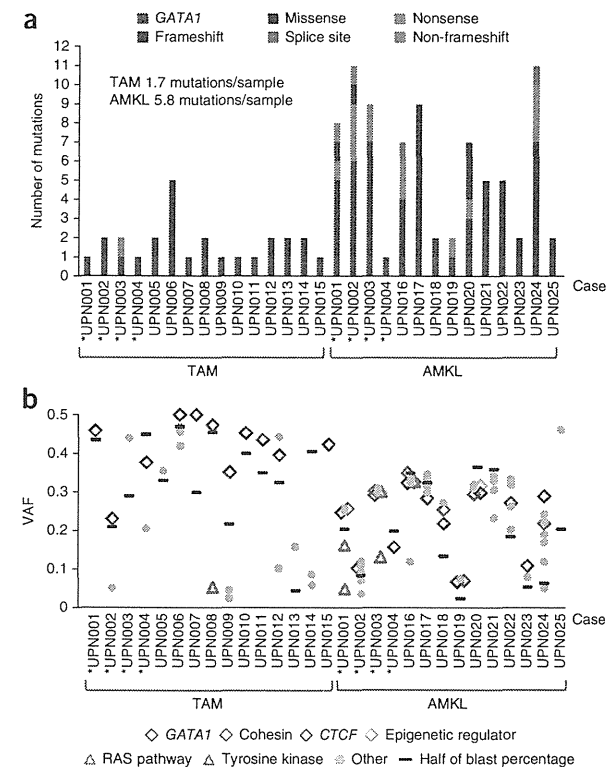 a
GATA1 Missense Nonsense
Frameshift Splice site Non-frameshift
Number of mutations
12
11
10
9
8
7
6
5
4
3
2
1
0
TAM 1.7 mutations/sample
AMKL 5.8 mutations/sample
*UPN001 *UPN002 *UPN003 *UPN004 UPN005 UPN006 UPN007 UPN008 UPN009 UPN010 UPN011 UPN012 UPN013 UPN014 UPN015 *UPN001 *UPN002 *UPN003 *UPN004 UPN016 UPN017 UPN018 UPN019 UPN020 UPN021 UPN022 UPN023 UPN024 UPN025 Case
TAM AMKL
b
VAF
0.5
0.4
0.3
0.2
0.1
0
*UPN001 *UPN002 *UPN003 *UPN004 UPN005 UPN006 UPN007 UPN008 UPN009 UPN010 UPN011 UPN012 UPN013 UPN014 UPN015 *UPN001 *UPN002 *UPN003 *UPN004 UPN016 UPN017 UPN018 UPN019 UPN020 UPN021 UPN022 UPN023 UPN024 UPN025 Case
TAM AMKL
GATA1 Cohesin CTCF Epigenetic regulator
RAS pathway Tyrosine kinase Other Half of blast percentage